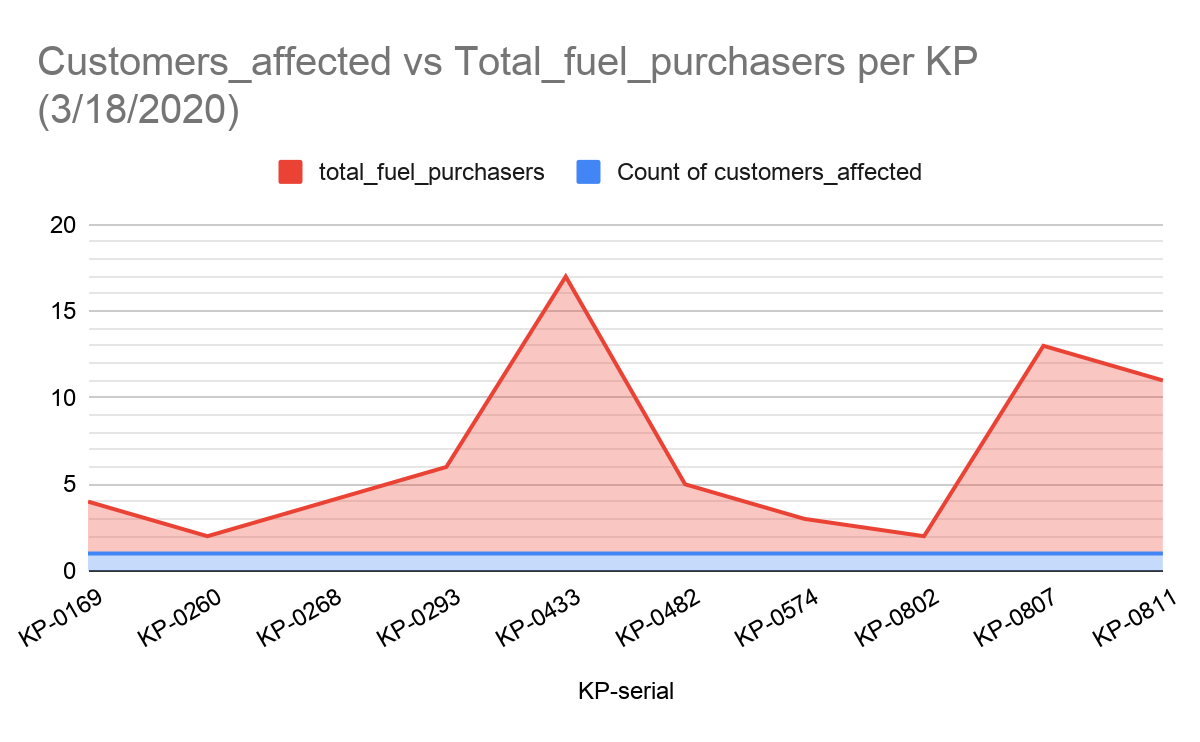 Customers_affected vs Total_fuel_purchasers per KP
(3/18/2020)
total_fuel_purchasers
Count of customers_affected
20
15
10
5
0
KP-0169
KP-0260
KP-0268
KP-0293
KP-0433
KP-0482
KP-0574
KP-0802
KP-0807
KP-0811
KP-serial